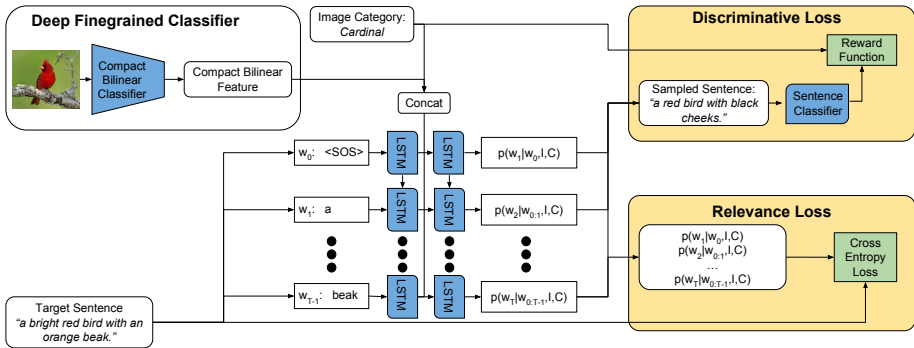 Deep Finegrained Classifier
Compact
Bilinear
Classifier
Compact Bilinear
Feature
Image Category:
Cardinal
Concat
Discriminative Loss
Reward
Function
Sampled Sentence:
"a red bird with black
cheeks."
Sentence
Classifier
w₀: <SOS>
LSTM
LSTM
p(w₁|w₀,I,C)
w₁: a
LSTM
LSTM
p(w₂|w₀:₁,I,C)
w_T-1: beak
LSTM
LSTM
p(w_T|w₀:T-1,I,C)
Relevance Loss
p(w₁|w₀,I,C)
p(w₂|w₀:₁,I,C)
...
p(w_T|w₀:T-1,I,C)
Cross
Entropy
Loss
Target Sentence
"a bright red bird with an
orange beak."